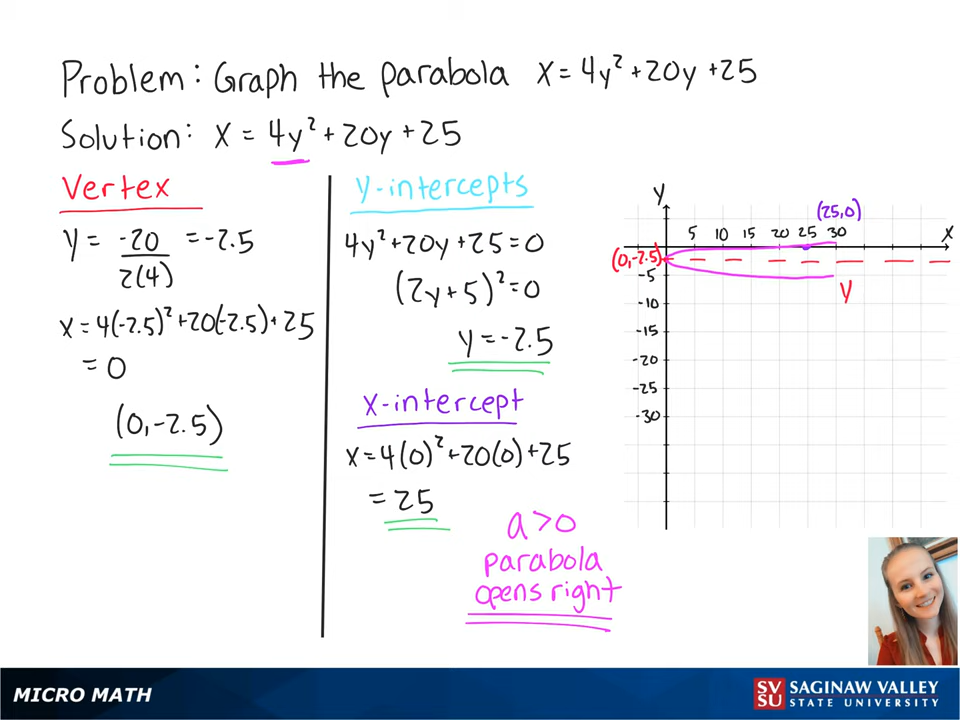 Problem: Graph the parabola x = 4y² + 20y + 25
Solution: x = 4y² + 20y + 25
Vertex
y = -20 / 2(4) = -2.5
x = 4(-2.5)² + 20(-2.5) + 25
= 0
(0, -2.5)
y-intercepts
4y² + 20y + 25 = 0
(2y + 5)² = 0
y = -2.5
x-intercept
x = 4(0)² + 20(0) + 25
= 25
a > 0
parabola
opens right
y
(25,0)
5 10 15 20 25 30 x
(0,-2.5)
-5
y
-10
-15
-20
-25
-30
MICRO MATH
SV SU SAGINAW VALLEY
STATE UNIVERSITY